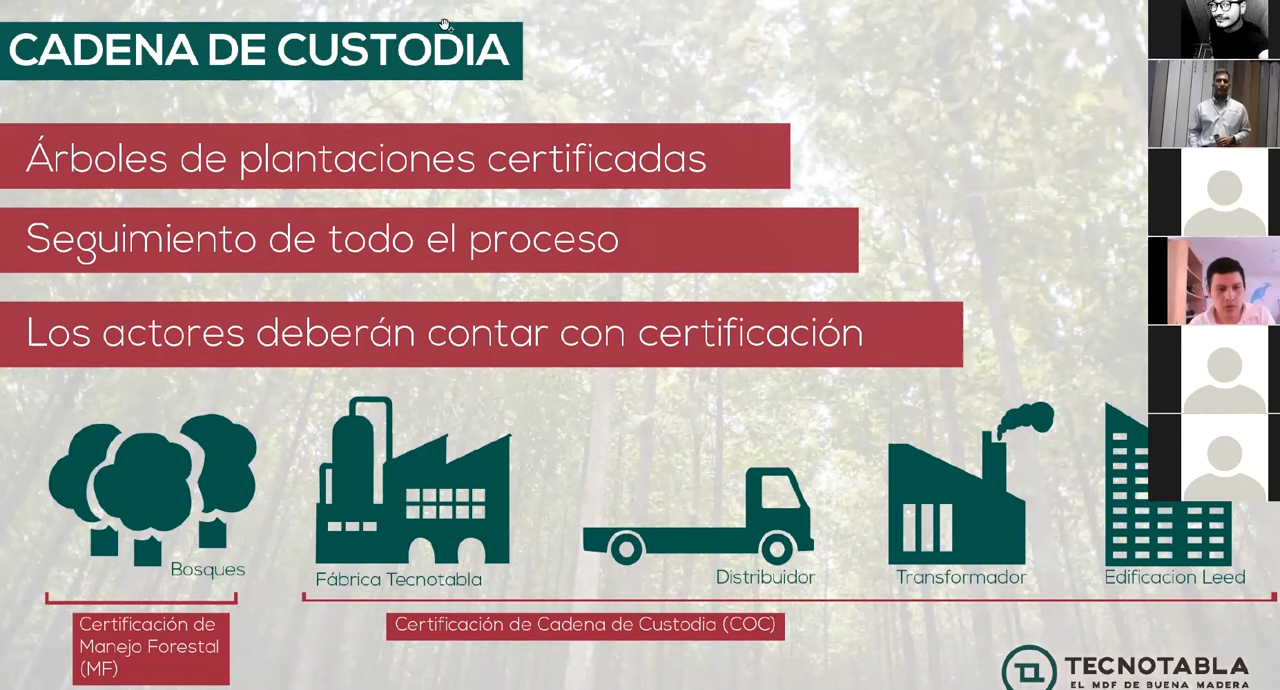 CADENA DE CUSTODIA
Árboles de plantaciones certificadas
Seguimiento de todo el proceso
Los actores deberán contar con certificación
Bosques
Fábrica Tecnotabla
Distribuidor
Transformador
Edificacion Leed
Certificación de
Manejo Forestal
(MF)
Certificación de Cadena de Custodia (COC)
TECNOTABLA
EL MDF DE BUENA MADERA